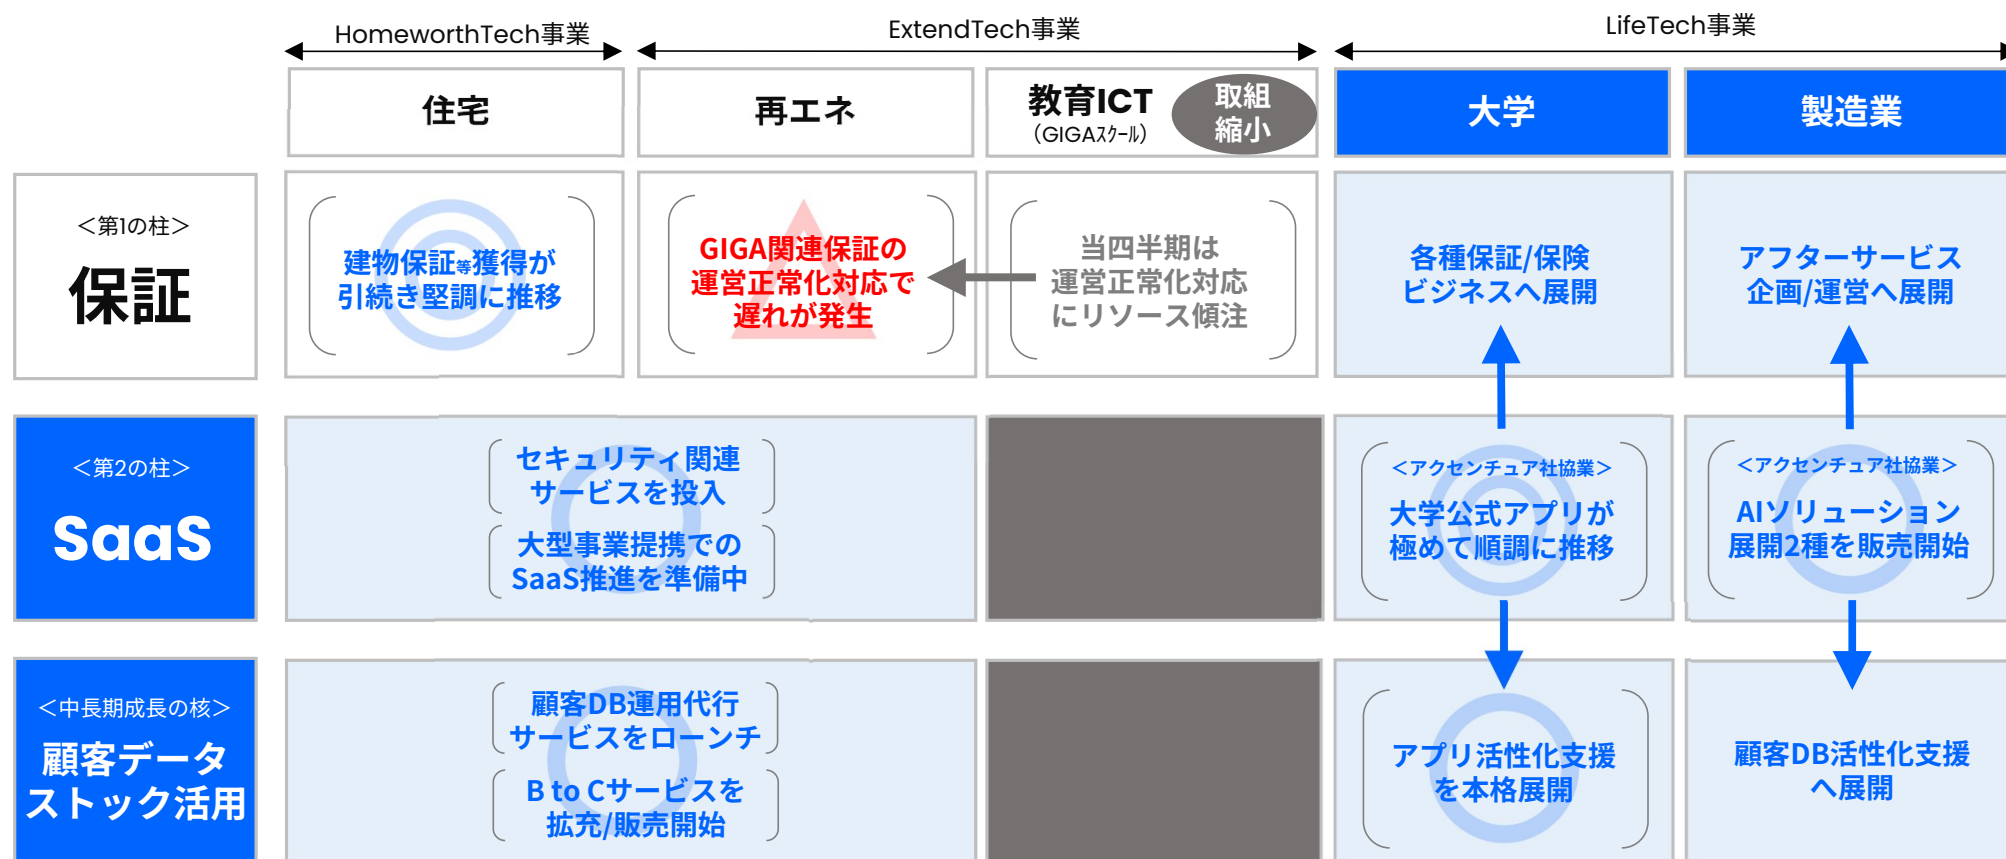 HomeworthTech事業
ExtendTech事業
LifeTech事業
住宅
再エネ
教育ICT
（GIGAスクール）
取組
縮小
大学
製造業
＜第1の柱＞
保証
建物保証等獲得が
引続き堅調に推移
GIGA関連保証の
運営正常化対応で
遅れが発生
当四半期は
運営正常化対応
にリソース傾注
各種保証/保険
ビジネスへ展開
アフターサービス
企画/運営へ展開
＜第2の柱＞
SaaS
セキュリティ関連
サービスを投入
大型事業提携での
SaaS推進を準備中
＜アクセンチュア社協業＞
大学公式アプリが
極めて順調に推移
＜アクセンチュア社協業＞
AIソリューション
展開2種を販売開始
＜中長期成長の核＞
顧客データ
ストック活用
顧客DB運用代行
サービスをローンチ
B to Cサービスを
拡充/販売開始
アプリ活性化支援
を本格展開
顧客DB活性化支援
へ展開